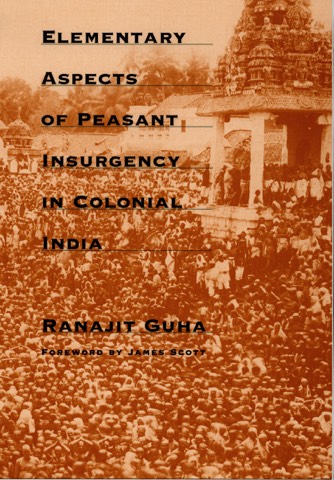 Elementary
Aspects
of Peasant
Insurgency
in Colonial
India
Ranajit Guha
Foreword by James Scott